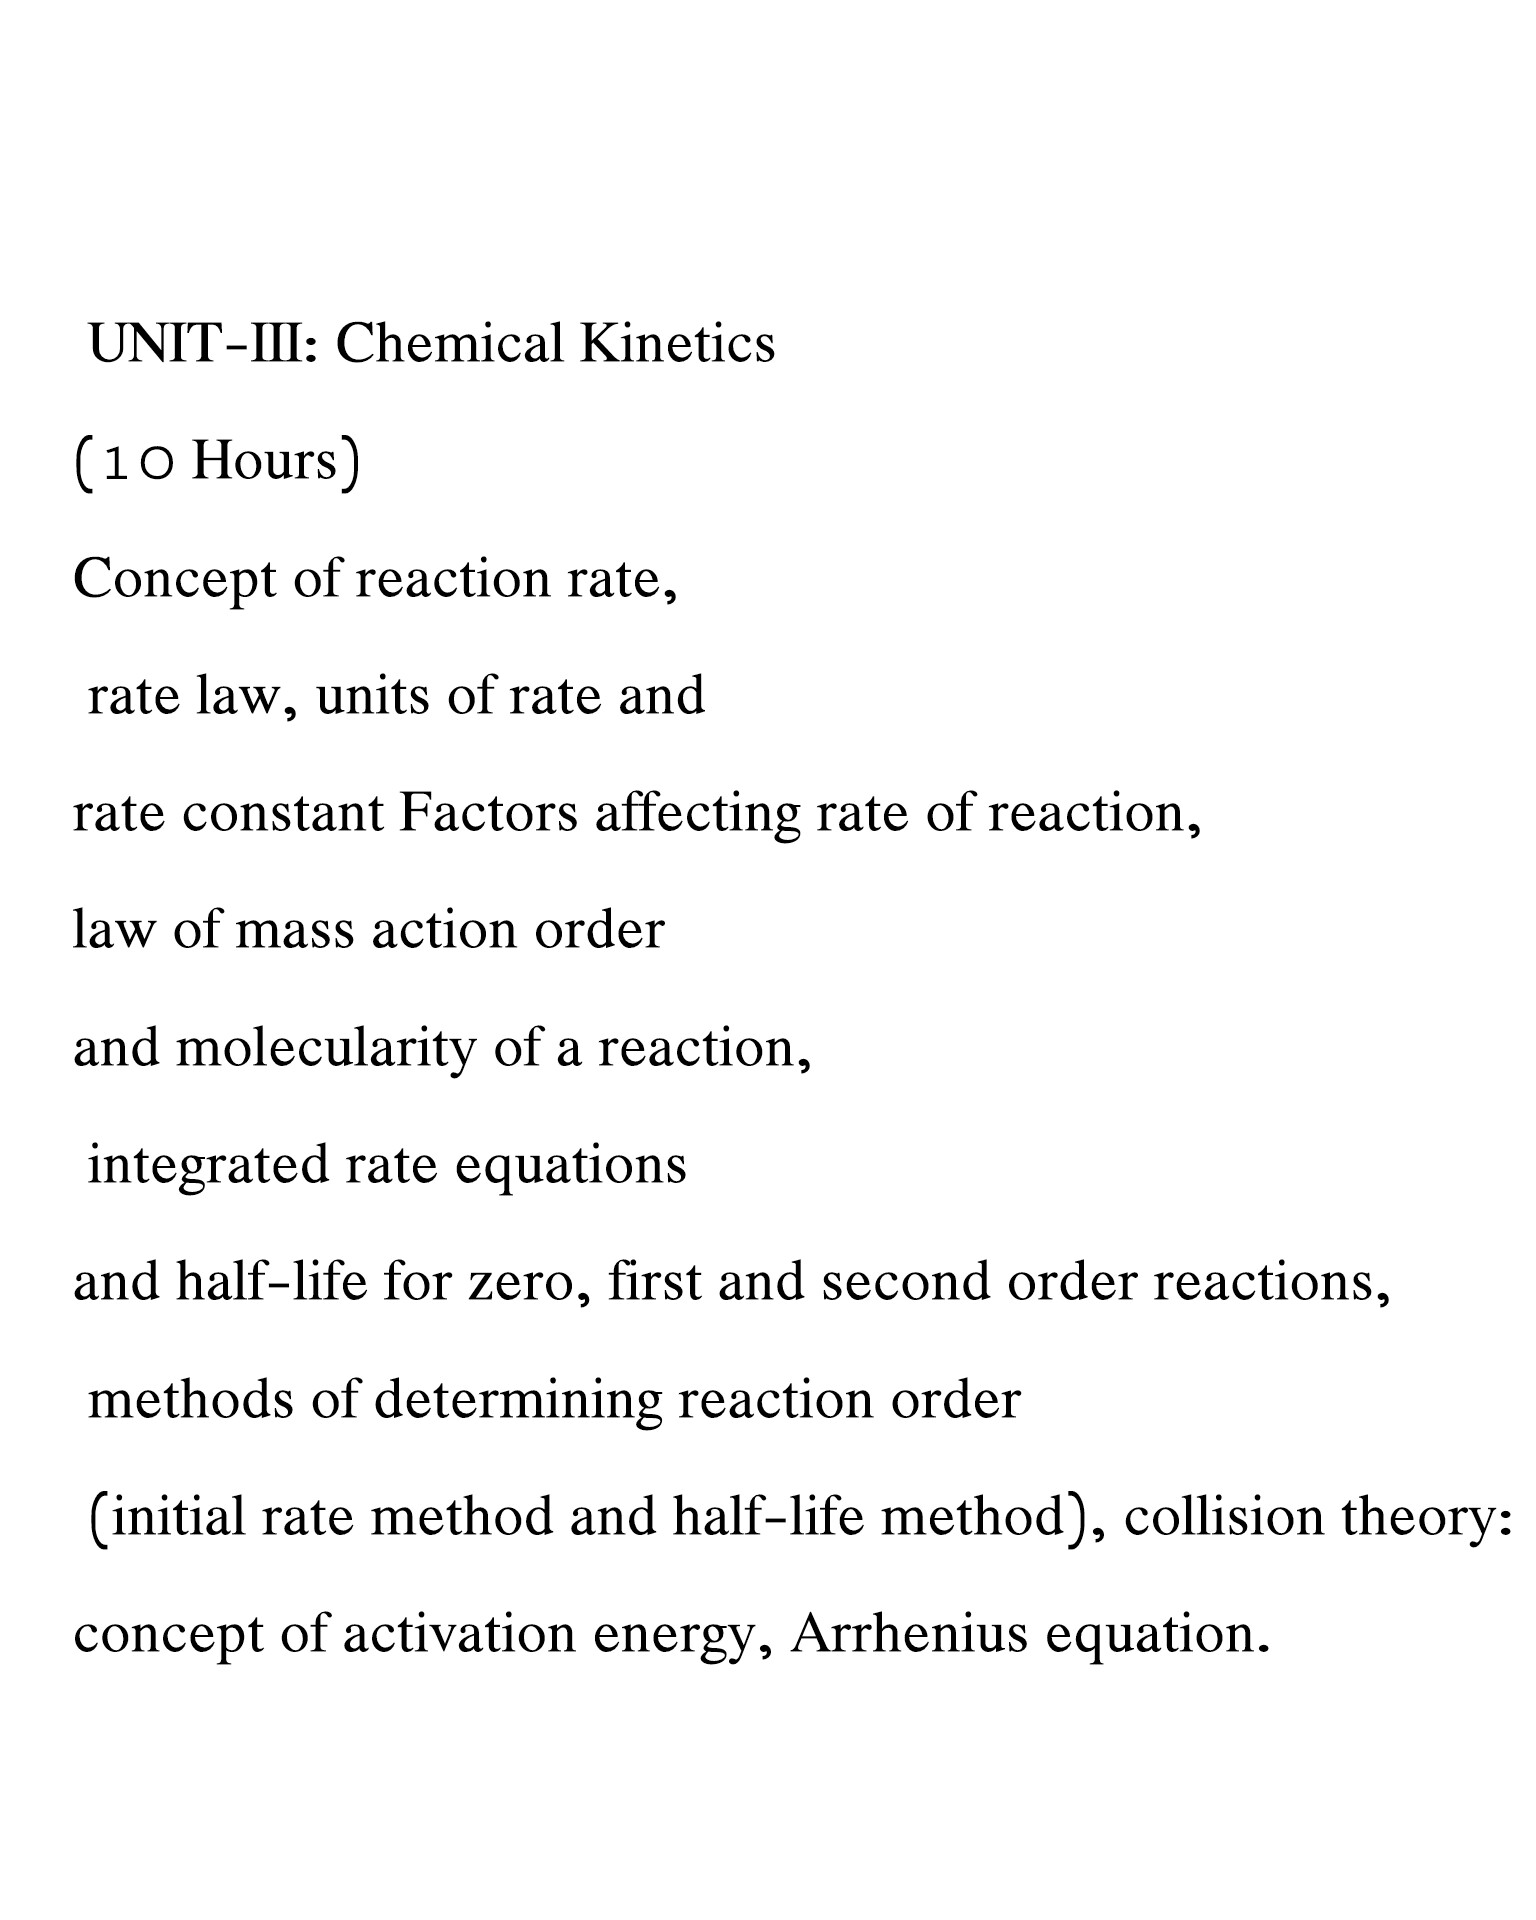 UNIT-III: Chemical Kinetics
(10 Hours)
Concept of reaction rate,
rate law, units of rate and
rate constant Factors affecting rate of reaction,
law of mass action order
and molecularity of a reaction,
integrated rate equations
and half-life for zero, first and second order reactions,
methods of determining reaction order
(initial rate method and half-life method), collision theory:
concept of activation energy, Arrhenius equation.